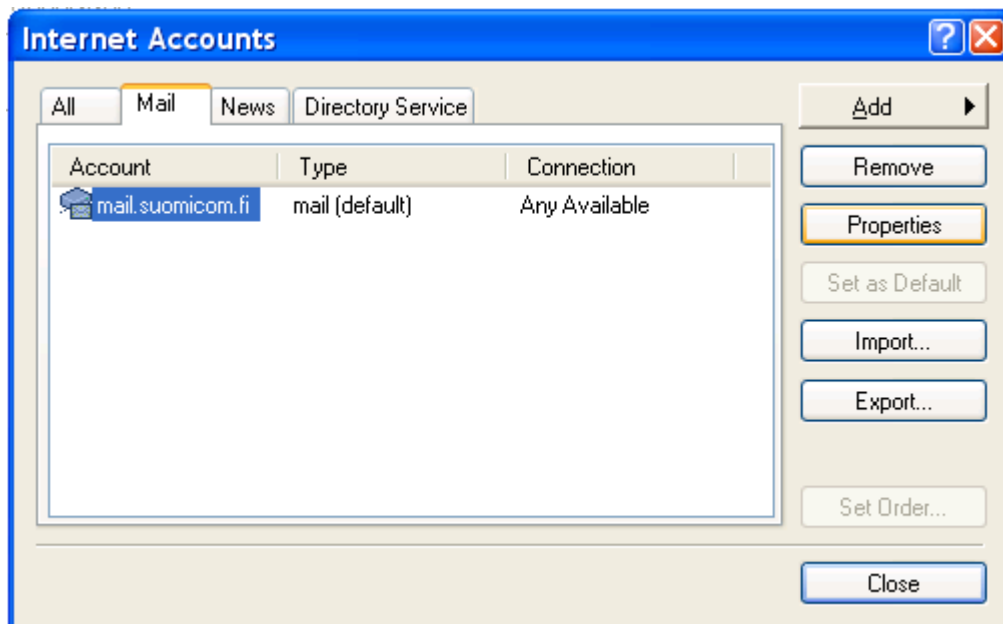 Internet Accounts
All Mail News Directory Service
Add
Account Type Connection
Remove
mail.suomicom.fi mail (default) Any Available
Properties
Set as Default
Import...
Export...
Set Order...
Close